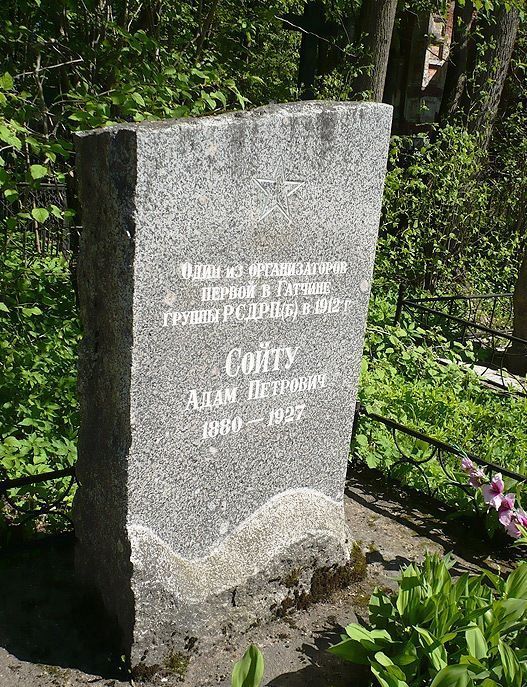 Один из организаторов
первой в Гатчине
группы РСДРП(б) в 1912 г.
Сойту
Адам Петрович
1880 — 1927